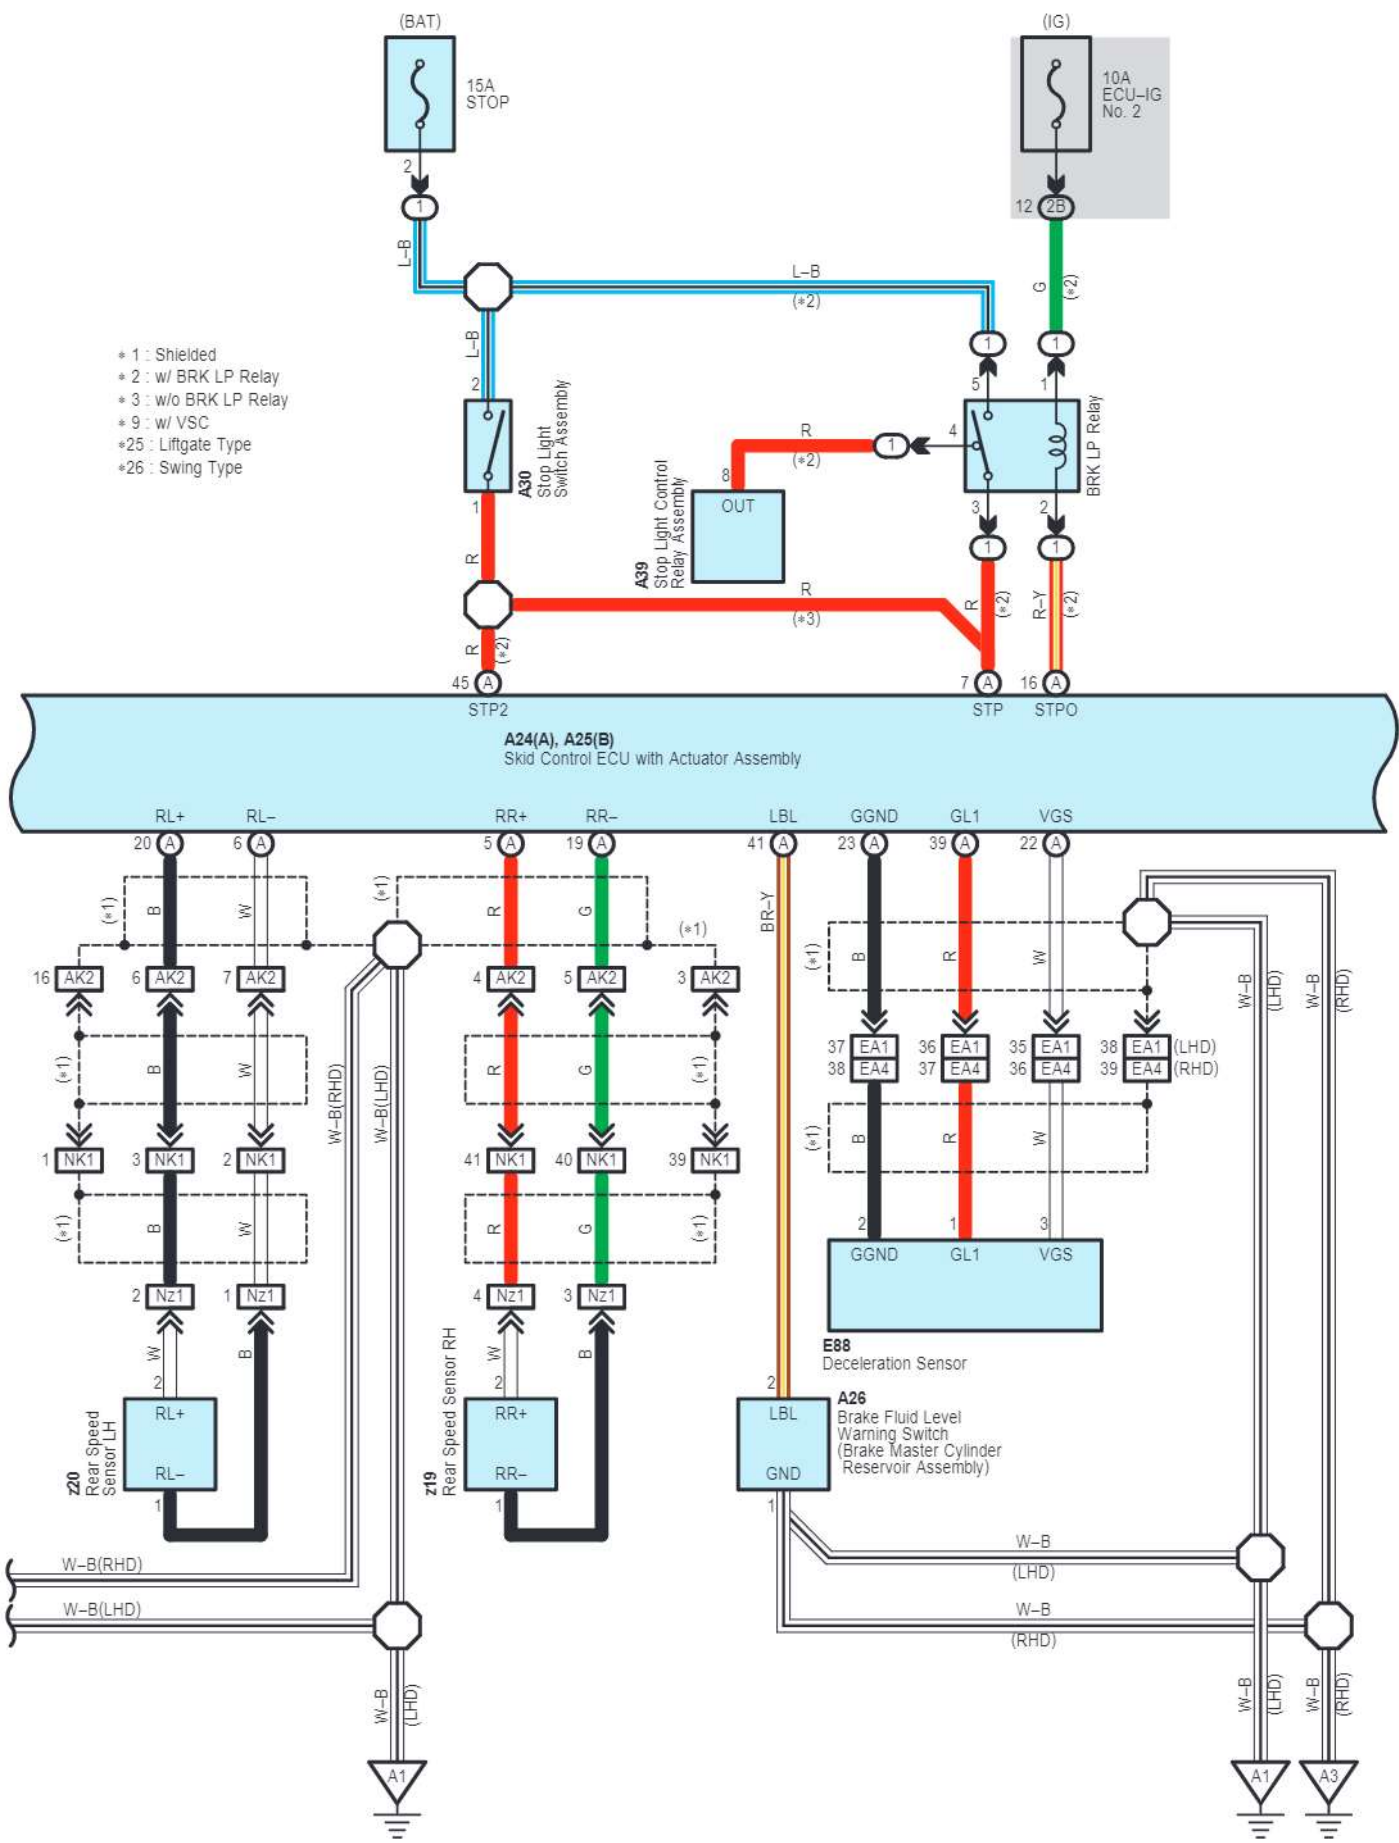 (BAT)
(IG)
15A
STOP
10A
ECU–IG
No. 2
2
1
12
2B
L–B
L–B
(∗2)
G
(∗2)
L–B
∗ 1 : Shielded
∗ 2 : w/ BRK LP Relay
∗ 3 : w/o BRK LP Relay
∗ 9 : w/ VSC
∗25 : Liftgate Type
∗26 : Swing Type
1
1
2
5
1
A30
Stop Light
Switch Assembly
R
(∗2)
1
4
BRK LP Relay
8
OUT
1
3
2
A39
Stop Light Control
Relay Assembly
1
1
R
R
(∗3)
R
(∗2)
R–Y
(∗2)
R
(∗2)
45
A
7
A
16
A
STP2
STP
STPO
A24(A), A25(B)
Skid Control ECU with Actuator Assembly
RL+
RL–
RR+
RR–
LBL
GGND
GL1
VGS
20
A
6
A
5
A
19
A
41
A
23
A
39
A
22
A
(∗1)
B
W
(∗1)
R
G
(∗1)
BR–Y
(∗1)
B
R
W
W–B
(LHD)
W–B
(RHD)
16
AK2
6
AK2
7
AK2
4
AK2
5
AK2
3
AK2
37
EA1
36
EA1
35
EA1
38
EA1
(LHD)
38
EA4
37
EA4
36
EA4
39
EA4
(RHD)
(∗1)
B
W
W–B(RHD)
W–B(LHD)
R
G
(∗1)
(∗1)
B
R
W
1
NK1
3
NK1
2
NK1
41
NK1
40
NK1
39
NK1
(∗1)
B
W
R
G
(∗1)
2
1
3
GGND
GL1
VGS
2
Nz1
1
Nz1
4
Nz1
3
Nz1
E88
Deceleration Sensor
W
B
W
B
2
2
2
RL+
RL–
1
z20
Rear Speed
Sensor LH
RR+
RR–
1
z19
Rear Speed Sensor RH
LBL
GND
1
A26
Brake Fluid Level
Warning Switch
(Brake Master Cylinder
Reservoir Assembly)
W–B(RHD)
W–B
(LHD)
W–B(LHD)
W–B
(RHD)
W–B
(LHD)
W–B
(LHD)
W–B
(RHD)
A1
A1
A3